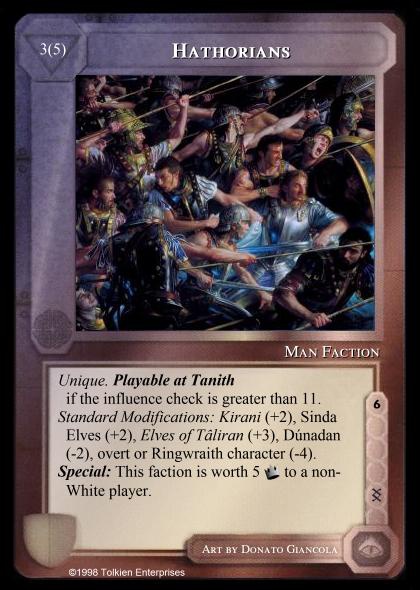 3(5)
HATHORIANS
MAN FACTION
Unique. Playable at Tanith
if the influence check is greater than 11.
Standard Modifications: Kirani (+2), Sinda
Elves (+2), Elves of Tâliran (+3), Dúnadan
(-2), overt or Ringwraith character (-4).
Special: This faction is worth 5 to a non-
White player.
6
ART BY DONATO GIANCOLA
©1998 Tolkien Enterprises